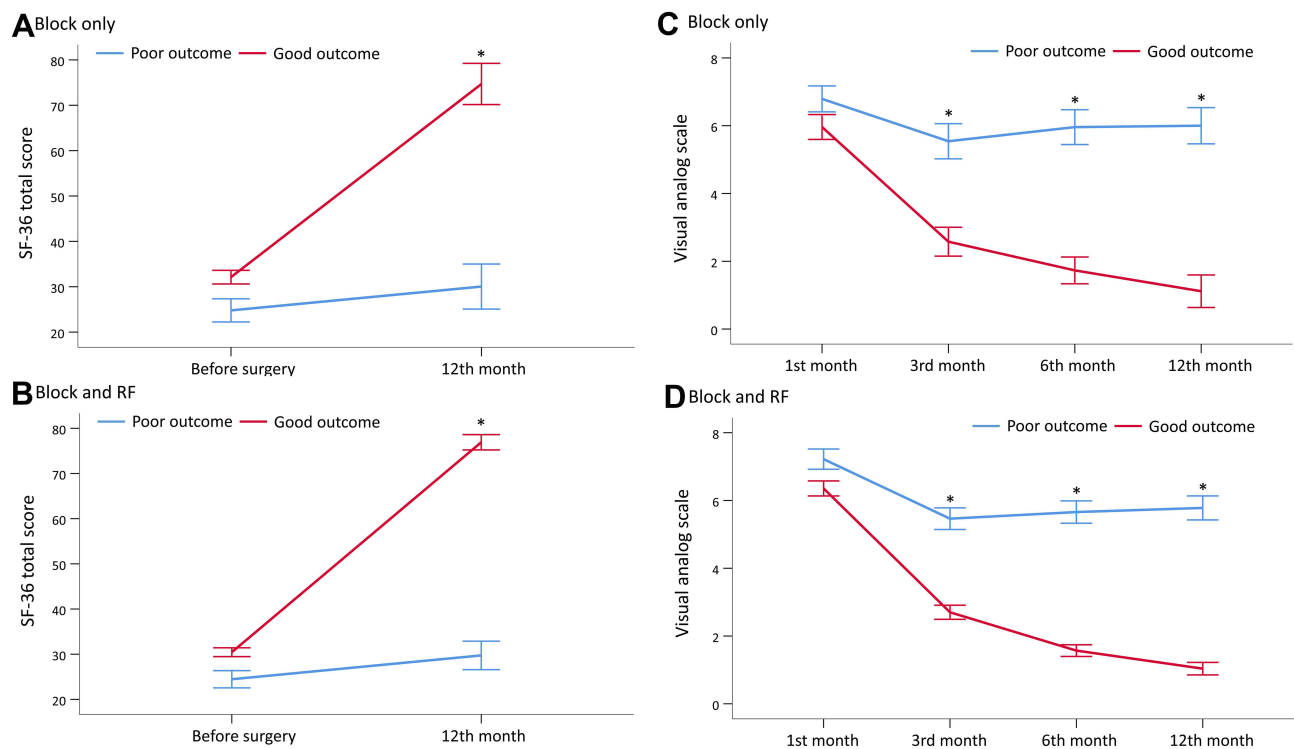 A Block only
Poor outcome Good outcome
*
80
70
60
50
40
30
20
SF-36 total score
Before surgery 12th month
B Block and RF
Poor outcome Good outcome
*
80
70
60
50
40
30
20
SF-36 total score
Before surgery 12th month
C Block only
Poor outcome Good outcome
* * *
8
6
4
2
0
Visual analog scale
1st month 3rd month 6th month 12th month
D Block and RF
Poor outcome Good outcome
* * *
8
6
4
2
0
Visual analog scale
1st month 3rd month 6th month 12th month